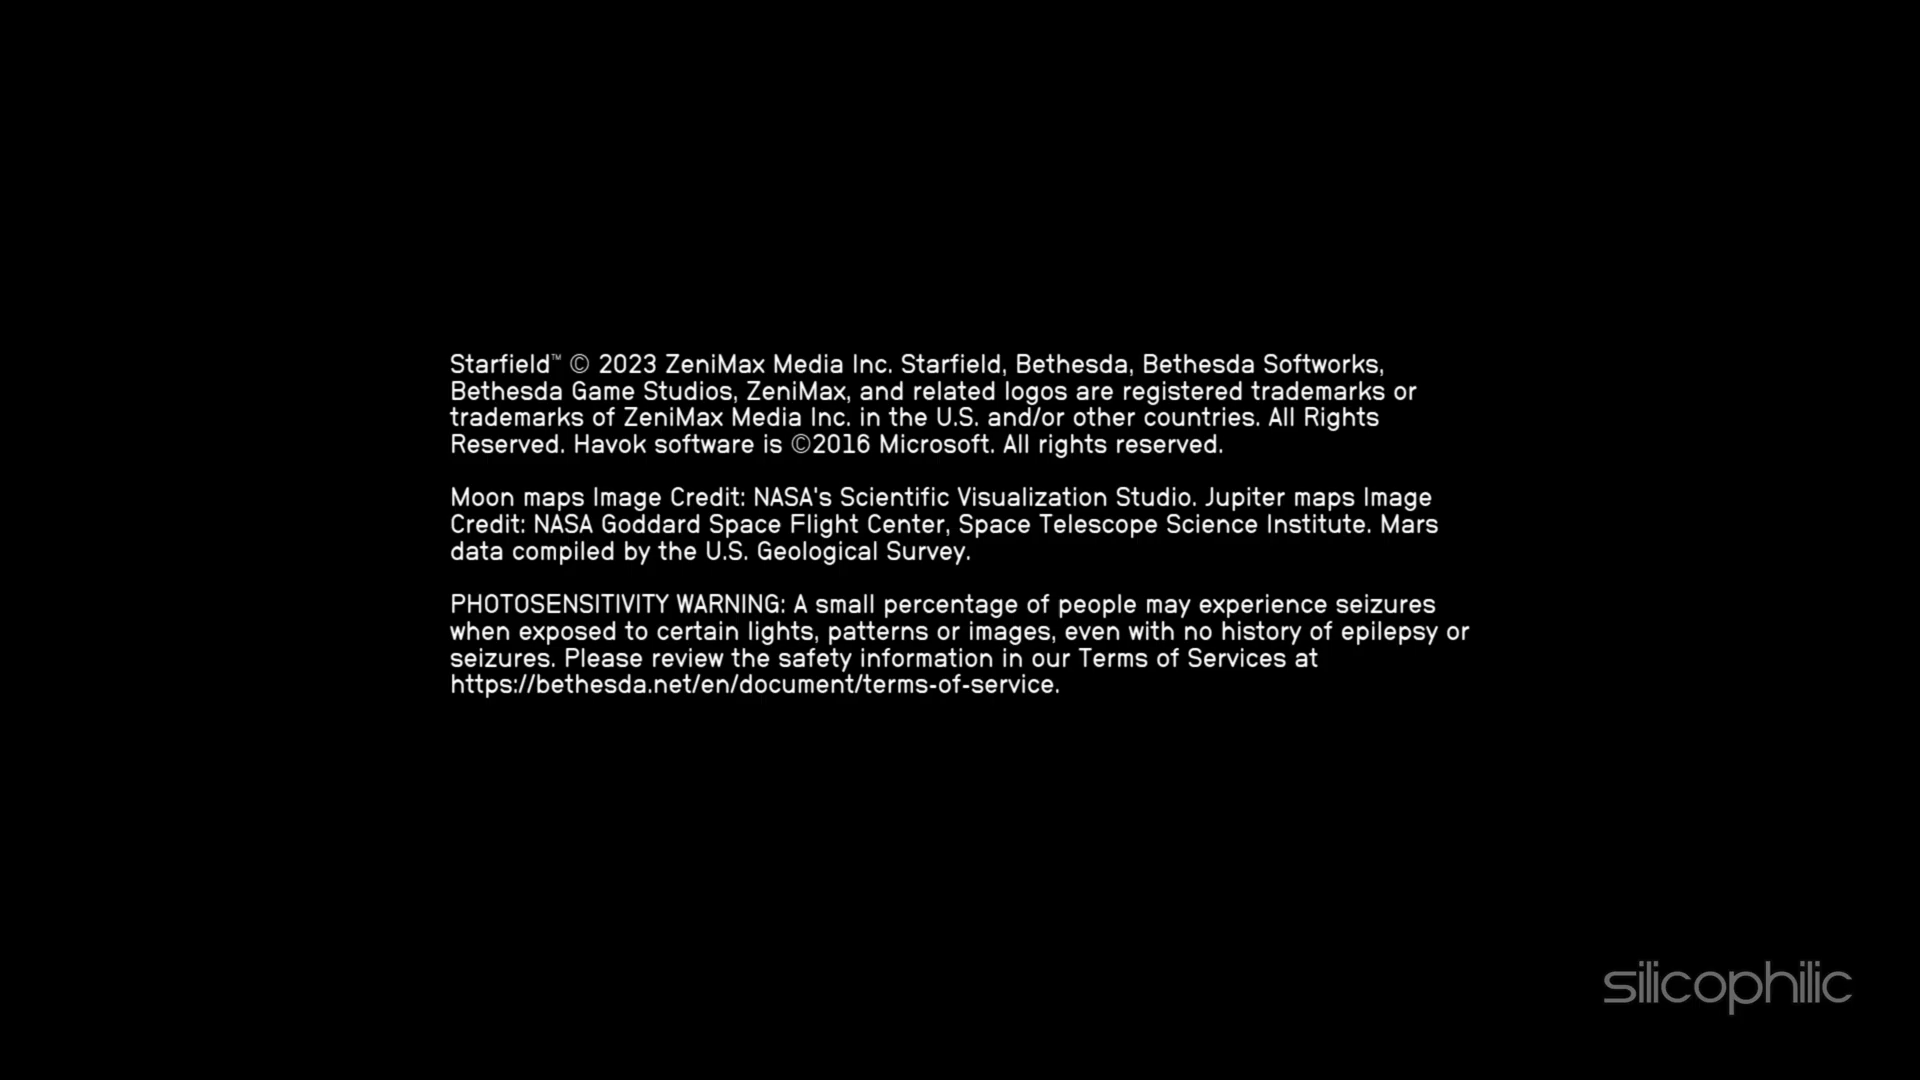 Starfield™ © 2023 ZeniMax Media Inc. Starfield, Bethesda, Bethesda Softworks,
Bethesda Game Studios, ZeniMax, and related logos are registered trademarks or
trademarks of ZeniMax Media Inc. in the U.S. and/or other countries. All Rights
Reserved. Havok software is ©2016 Microsoft. All rights reserved.
Moon maps Image Credit: NASA's Scientific Visualization Studio. Jupiter maps Image
Credit: NASA Goddard Space Flight Center, Space Telescope Science Institute. Mars
data compiled by the U.S. Geological Survey.
PHOTOSENSITIVITY WARNING: A small percentage of people may experience seizures
when exposed to certain lights, patterns or images, even with no history of epilepsy or
seizures. Please review the safety information in our Terms of Services at
https://bethesda.net/en/document/terms-of-service.
silicophilic